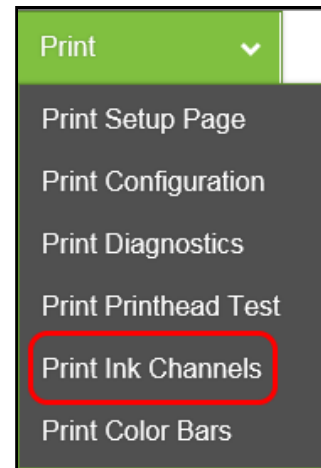 Print
Print Setup Page
Print Configuration
Print Diagnostics
Print Printhead Test
Print Ink Channels
Print Color Bars